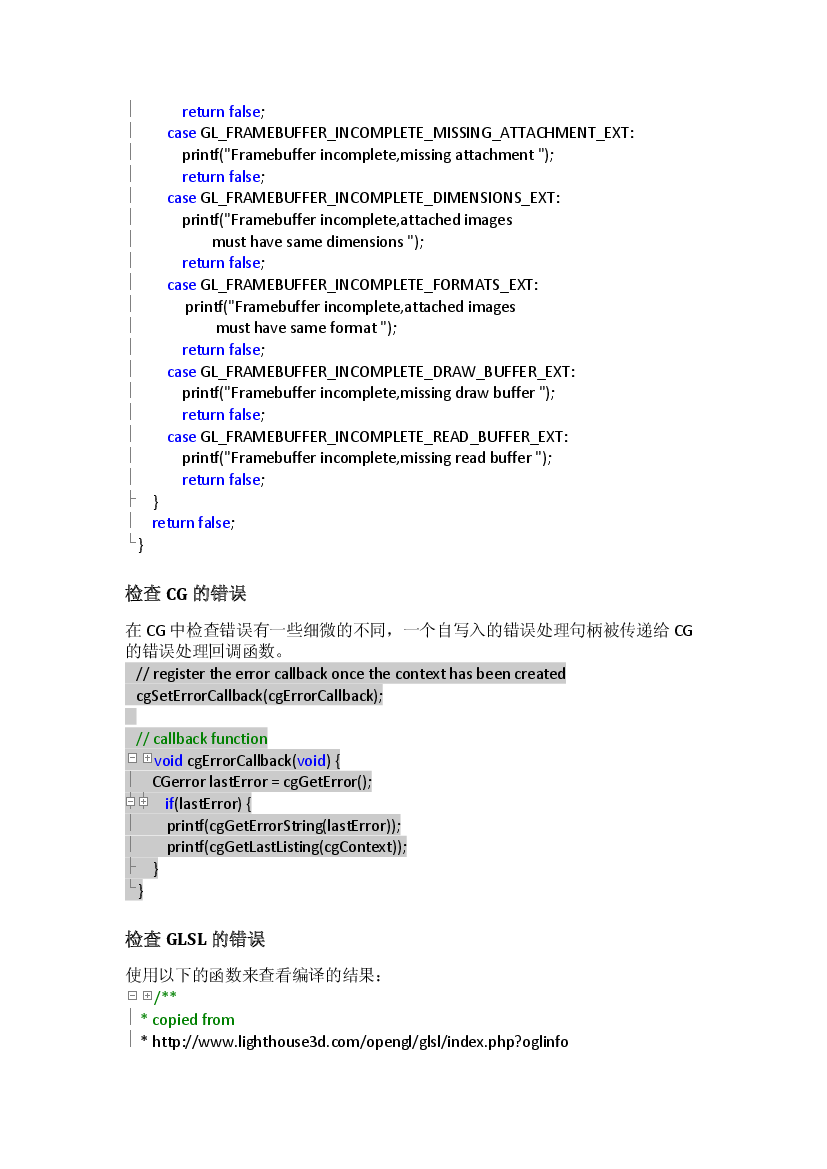 return false;
case GL_FRAMEBUFFER_INCOMPLETE_MISSING_ATTACHMENT_EXT:
printf("Framebuffer incomplete,missing attachment ");
return false;
case GL_FRAMEBUFFER_INCOMPLETE_DIMENSIONS_EXT:
printf("Framebuffer incomplete,attached images
must have same dimensions ");
return false;
case GL_FRAMEBUFFER_INCOMPLETE_FORMATS_EXT:
printf("Framebuffer incomplete,attached images
must have same format ");
return false;
case GL_FRAMEBUFFER_INCOMPLETE_DRAW_BUFFER_EXT:
printf("Framebuffer incomplete,missing draw buffer ");
return false;
case GL_FRAMEBUFFER_INCOMPLETE_READ_BUFFER_EXT:
printf("Framebuffer incomplete,missing read buffer ");
return false;
}
return false;
}
检查 CG 的错误
在 CG 中检查错误有一些细微的不同，一个自写入的错误处理句柄被传递给 CG
的错误处理回调函数。
// register the error callback once the context has been created
cgSetErrorCallback(cgErrorCallback);
// callback function
void cgErrorCallback(void) {
CGerror lastError = cgGetError();
if(lastError) {
printf(cgGetErrorString(lastError));
printf(cgGetLastListing(cgContext));
}
}
检查 GLSL 的错误
使用以下的函数来查看编译的结果：
/**
* copied from
* http://www.lighthouse3d.com/opengl/glsl/index.php?oglinfo